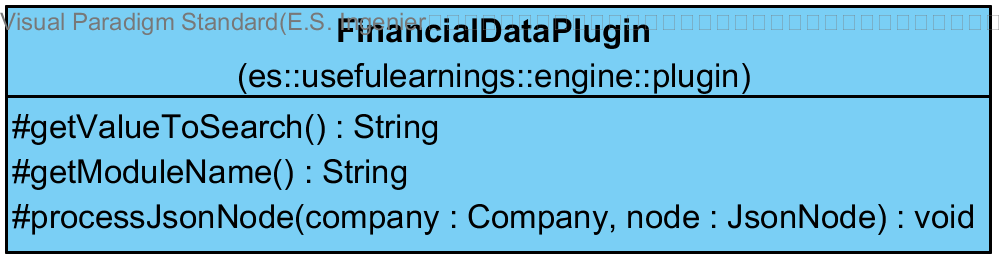 Visual Paradigm Standard(E.S. Ingenier
FinancialDataPlugin
(es::usefulearnings::engine::plugin)
#getValueToSearch() : String
#getModuleName() : String
#processJsonNode(company : Company, node : JsonNode) : void